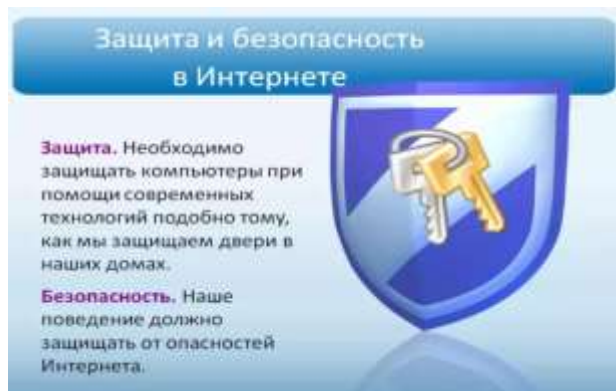 Защита и безопасность
в Интернете
Защита. Необходимо
защищать компьютеры при
помощи современных
технологий подобно тому,
как мы защищаем двери в
наших домах.
Безопасность. Наше
поведение должно
защищать от опасностей
Интернета.